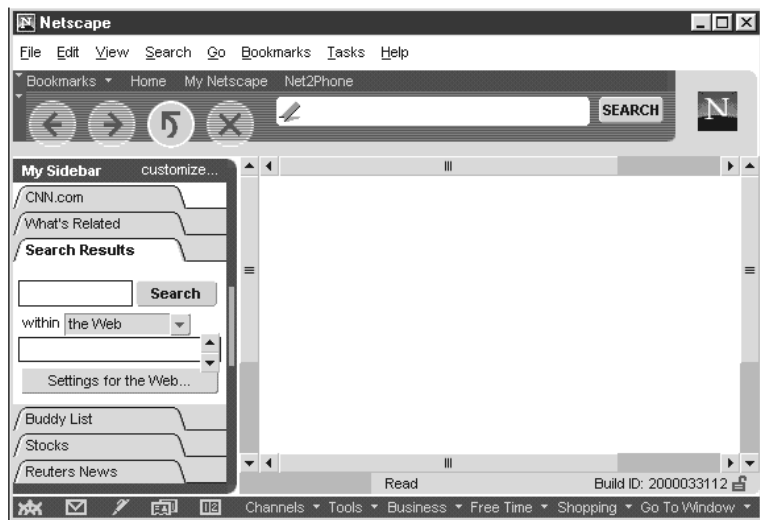 Netscape
File Edit View Search Go Bookmarks Tasks Help
Bookmarks Home My Netscape Net2Phone
SEARCH
N
My Sidebar customize...
CNN.com
What's Related
Search Results
Search
within the Web
Settings for the Web...
Buddy List
Stocks
Reuters News
Read Build ID: 2000033112
Channels Tools Business Free Time Shopping Go To Window